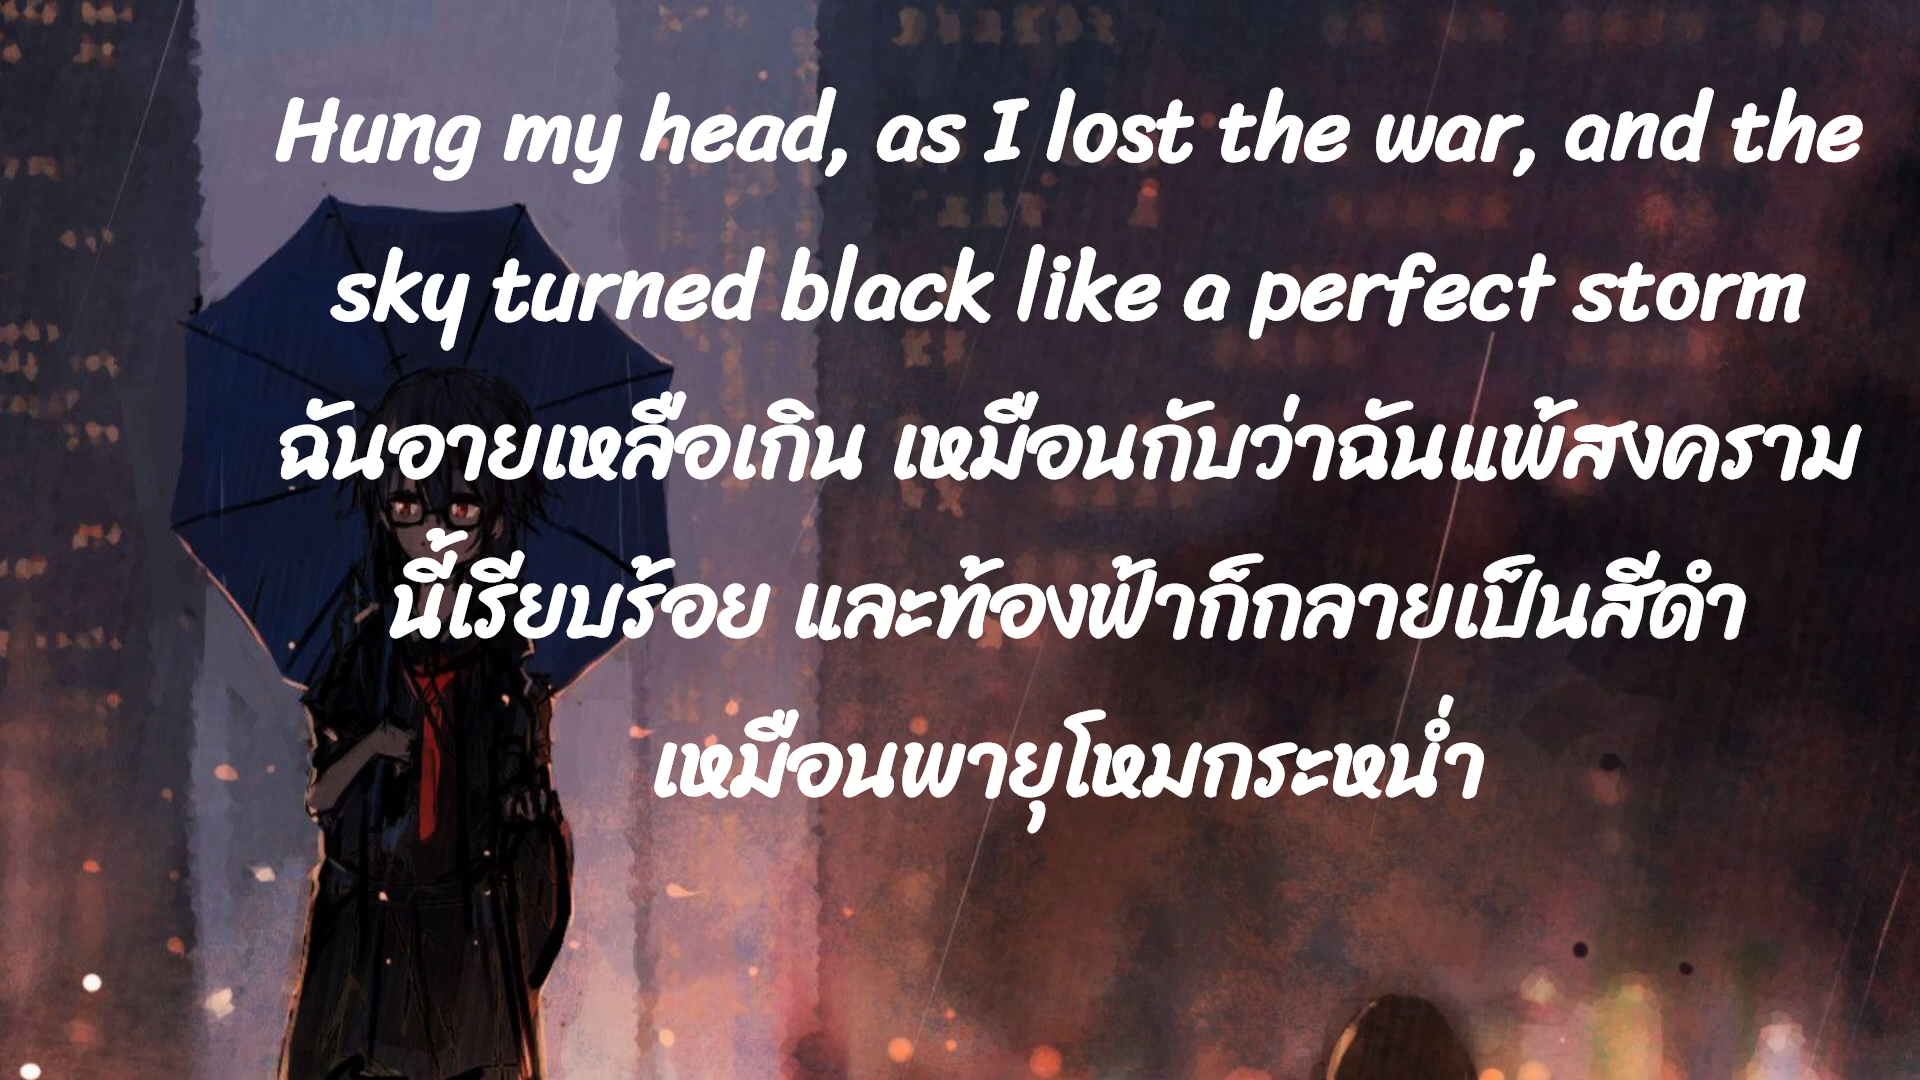 Hung my head, as I lost the war, and the
sky turned black like a perfect storm
ฉันอายเหลือเกิน เหมือนกับว่าฉันแพ้สงคราม
นี้เรียบร้อย และท้องฟ้าก็กลายเป็นสีดำ
เหมือนพายุโหมกระหน่ำ